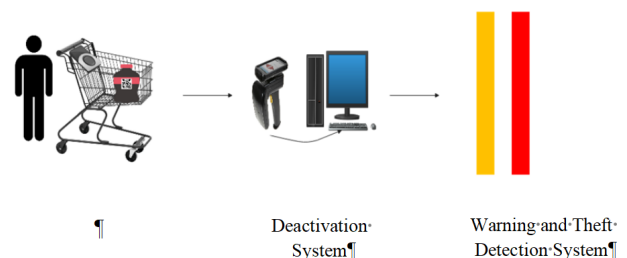 ¶
Deactivation·
System¶
Warning·and·Theft·
Detection·System¶